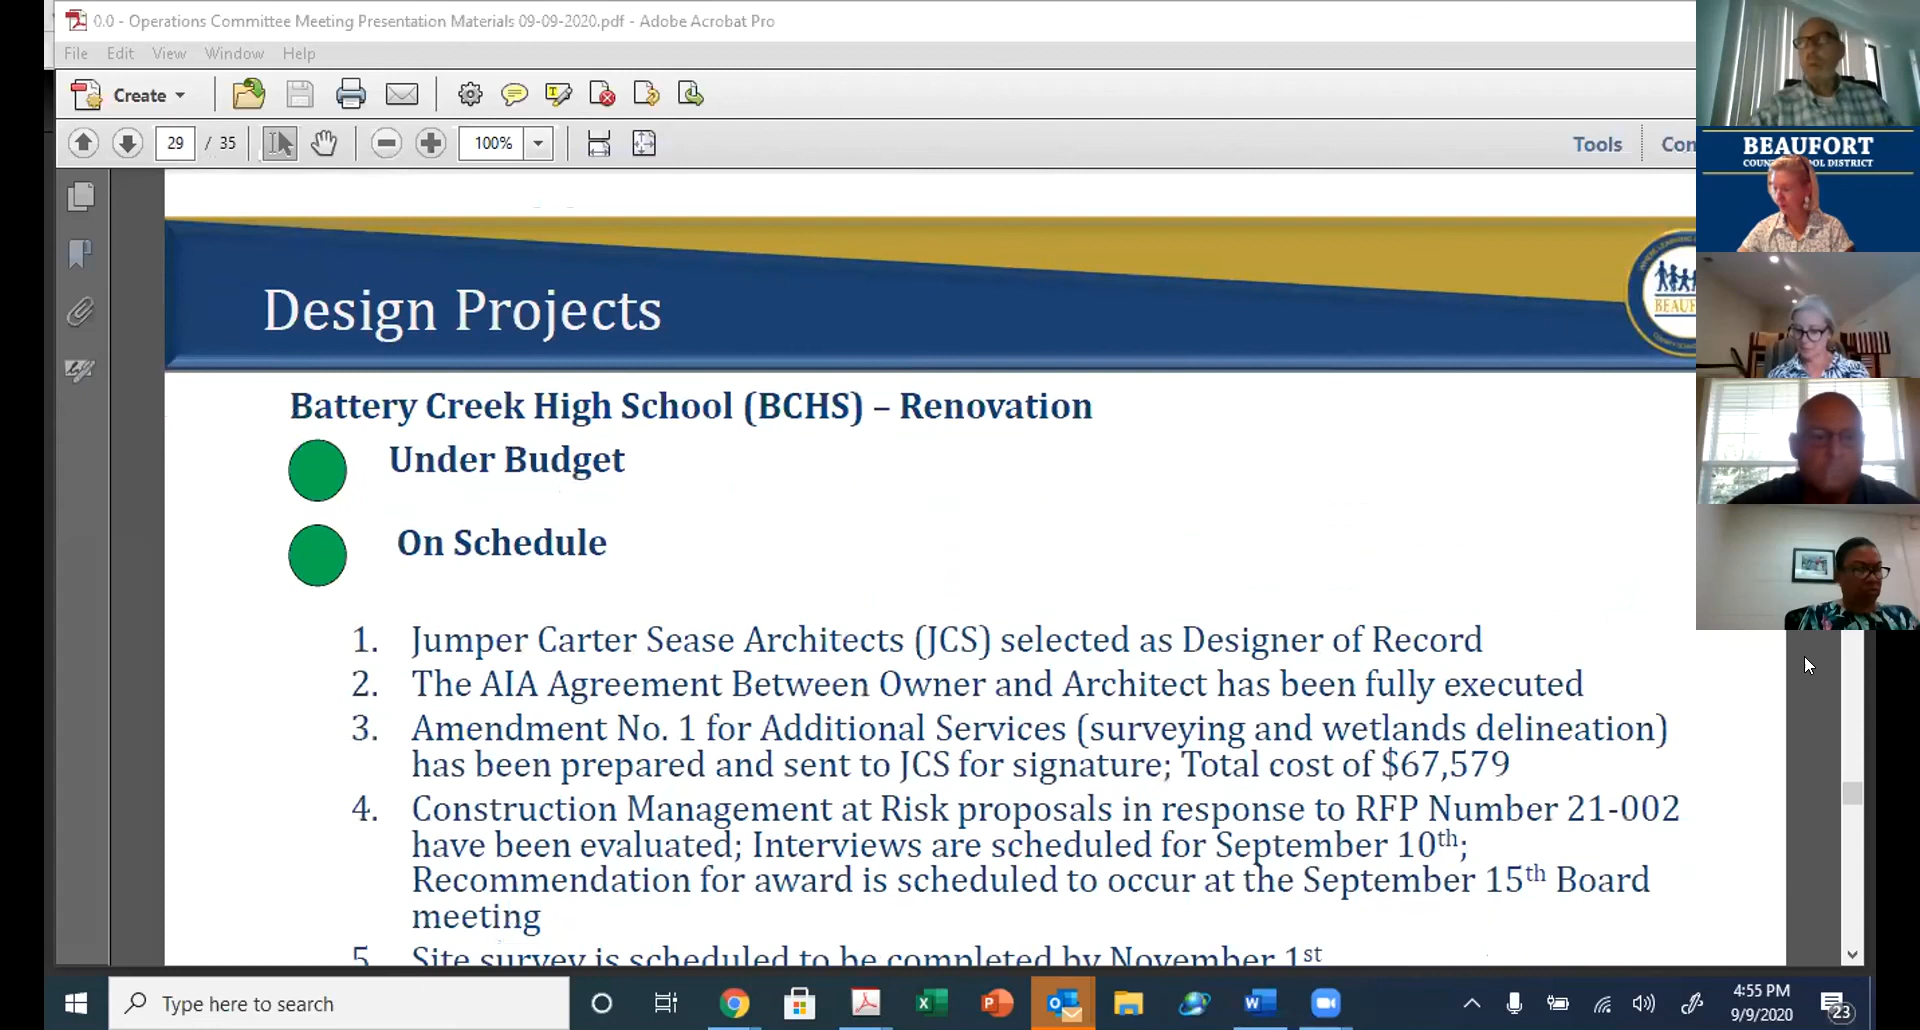 0.0 - Operations Committee Meeting Presentation Materials 09-09-2020.pdf - Adobe Acrobat Pro
File Edit View Window Help
Create
29 / 35 100% Tools
BEAUFORT
Design Projects
BEAUF
Battery Creek High School (BCHS) – Renovation
Under Budget
On Schedule
1. Jumper Carter Sease Architects (JCS) selected as Designer of Record
2. The AIA Agreement Between Owner and Architect has been fully executed
3. Amendment No. 1 for Additional Services (surveying and wetlands delineation)
has been prepared and sent to JCS for signature; Total cost of $67,579
4. Construction Management at Risk proposals in response to RFP Number 21-002
have been evaluated; Interviews are scheduled for September 10th;
Recommendation for award is scheduled to occur at the September 15th Board
meeting
5. Site survey is scheduled to be completed by November 1st
Type here to search
4:55 PM
9/9/2020
23